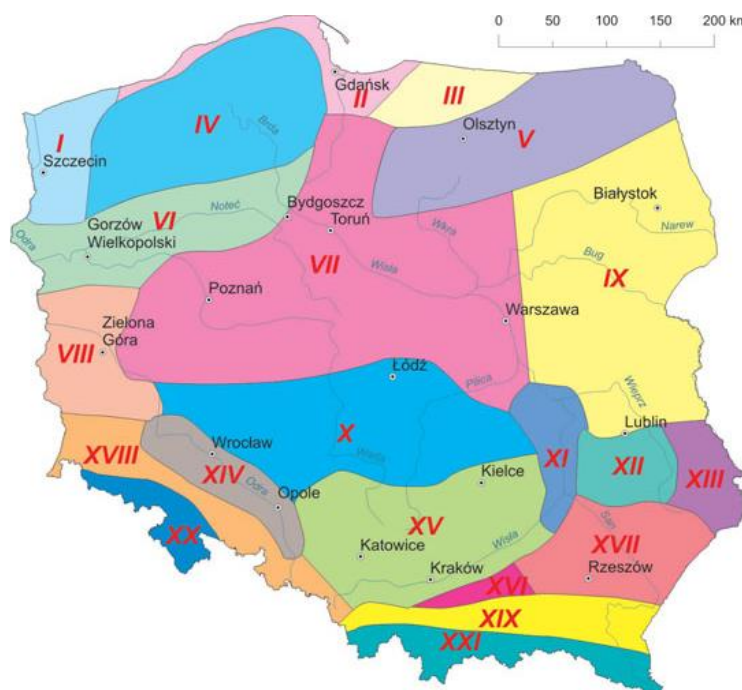 0 50 100 150 200 km
Gdańsk
II
III
I
IV
Brda
Olsztyn
V
Szczecin
Białystok
VI
Noteć
Bydgoszcz
Toruń
Wkra
Narew
Gorzów
Wielkopolski
Odra
VII
Wisła
Bug
IX
Poznań
Warszawa
Zielona
Góra
VIII
Łódź
Pilica
Wieprz
Lublin
X
XI
XII
XIII
XVIII
Wrocław
Warta
XIV
Odra
Opole
Kielce
XX
XV
San
XVII
Katowice
Wisła
Kraków
XVI
Rzeszów
XIX
XXI